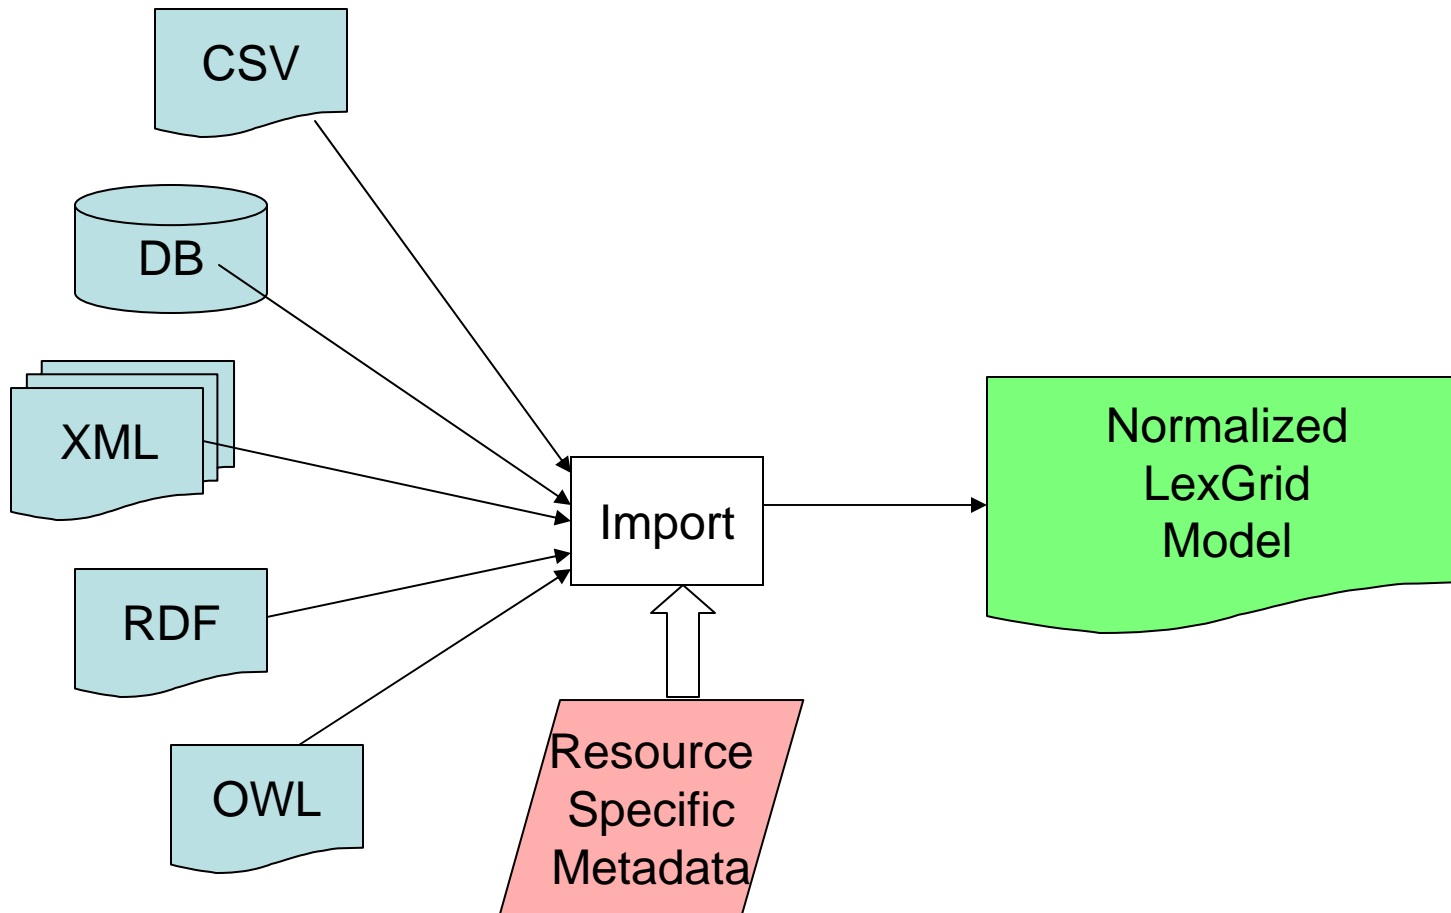 CSV
DB
XML
RDF
OWL
Import
Resource
Specific
Metadata
Normalized
LexGrid
Model